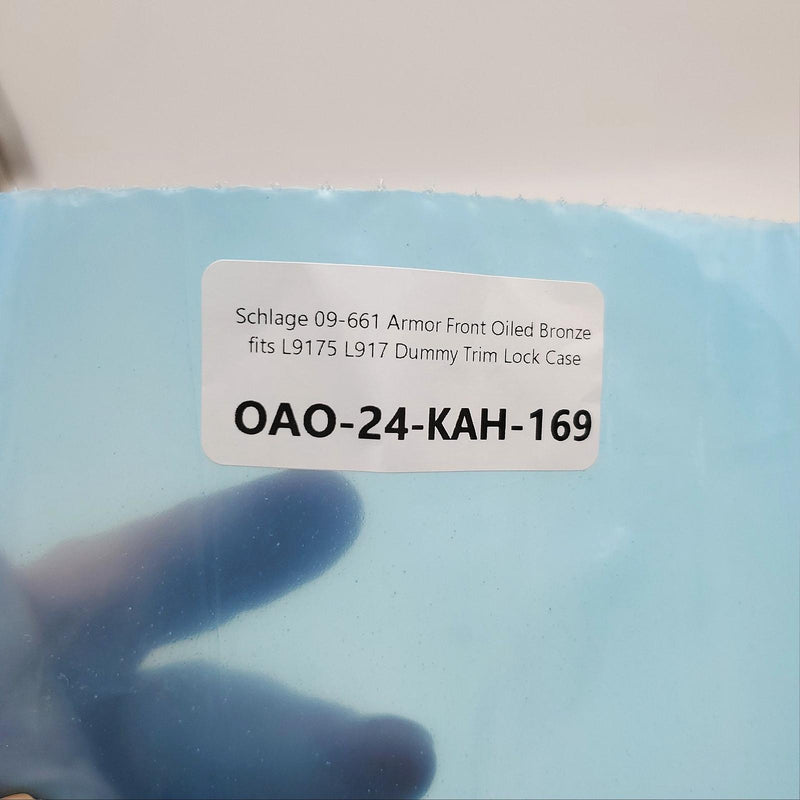 Schlage 09-661 Armor Front Oiled Bronze
fits L9175 L917 Dummy Trim Lock Case
OAO-24-KAH-169